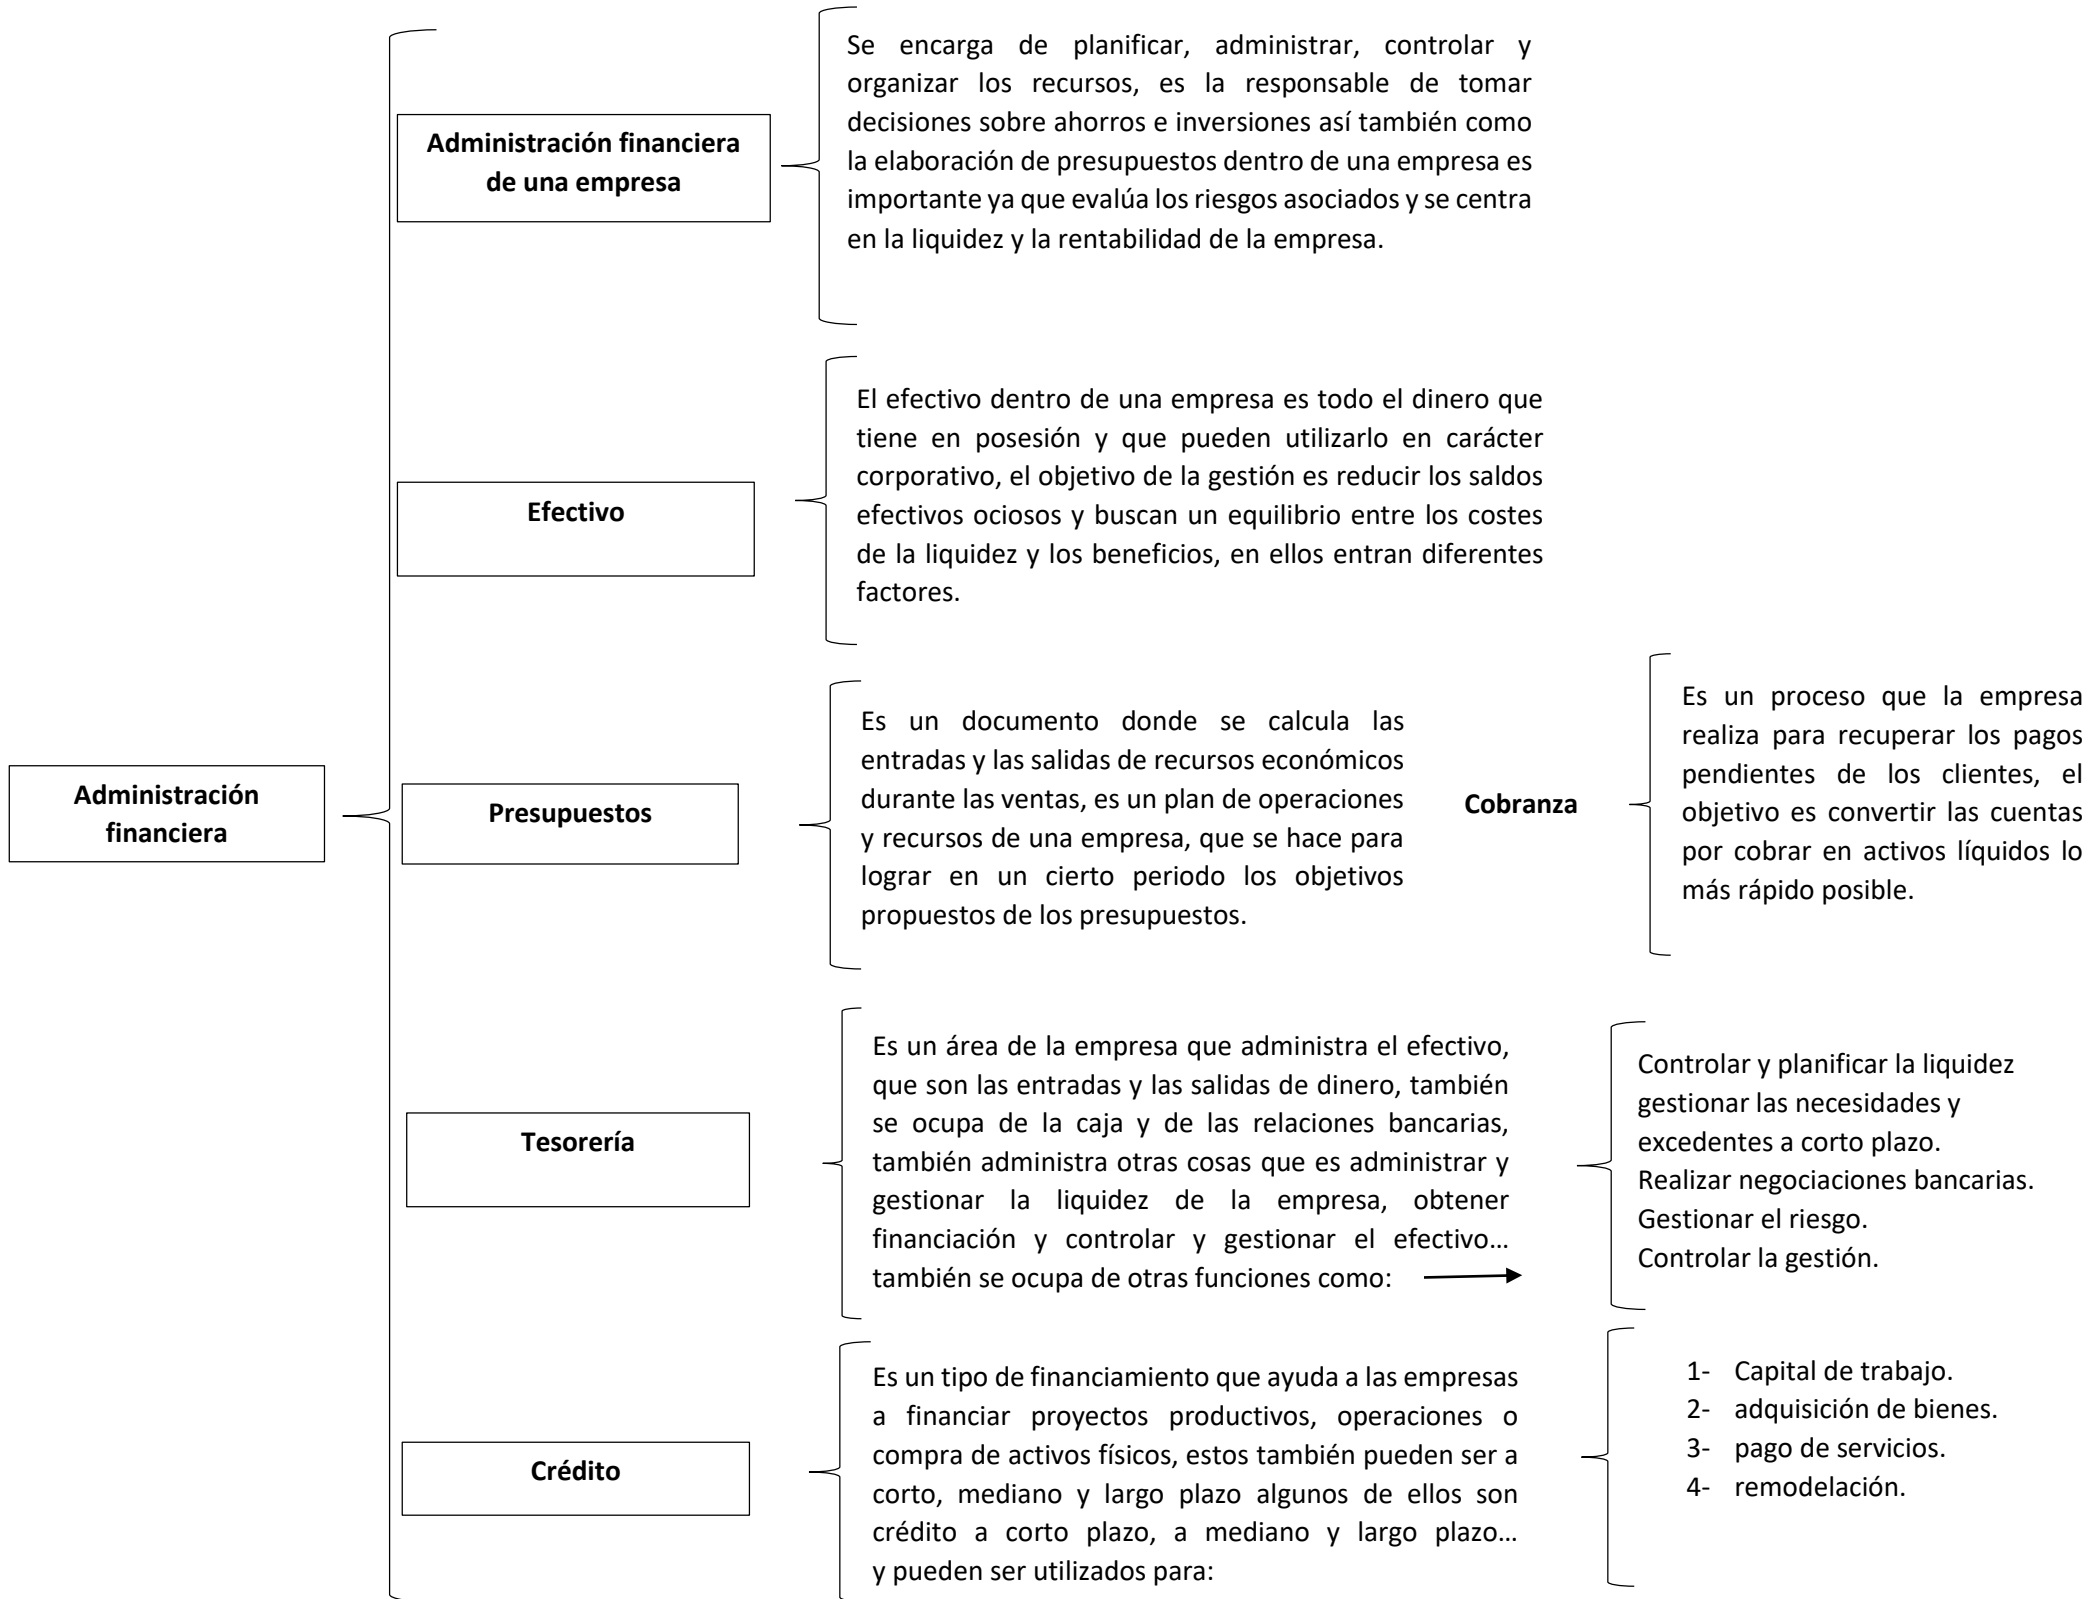 Administración
financiera
Administración financiera
de una empresa
Se encarga de planificar, administrar, controlar y
organizar los recursos, es la responsable de tomar
decisiones sobre ahorros e inversiones así también como
la elaboración de presupuestos dentro de una empresa es
importante ya que evalúa los riesgos asociados y se centra
en la liquidez y la rentabilidad de la empresa.
Efectivo
El efectivo dentro de una empresa es todo el dinero que
tiene en posesión y que pueden utilizarlo en carácter
corporativo, el objetivo de la gestión es reducir los saldos
efectivos ociosos y buscan un equilibrio entre los costes
de la liquidez y los beneficios, en ellos entran diferentes
factores.
Presupuestos
Es un documento donde se calcula las
entradas y las salidas de recursos económicos
durante las ventas, es un plan de operaciones
y recursos de una empresa, que se hace para
lograr en un cierto periodo los objetivos
propuestos de los presupuestos.
Cobranza
Es un proceso que la empresa
realiza para recuperar los pagos
pendientes de los clientes, el
objetivo es convertir las cuentas
por cobrar en activos líquidos lo
más rápido posible.
Tesorería
Es un área de la empresa que administra el efectivo,
que son las entradas y las salidas de dinero, también
se ocupa de la caja y de las relaciones bancarias,
también administra otras cosas que es administrar y
gestionar la liquidez de la empresa, obtener
financiación y controlar y gestionar el efectivo…
también se ocupa de otras funciones como:
Controlar y planificar la liquidez
gestionar las necesidades y
excedentes a corto plazo.
Realizar negociaciones bancarias.
Gestionar el riesgo.
Controlar la gestión.
Crédito
Es un tipo de financiamiento que ayuda a las empresas
a financiar proyectos productivos, operaciones o
compra de activos físicos, estos también pueden ser a
corto, mediano y largo plazo algunos de ellos son
crédito a corto plazo, a mediano y largo plazo…
y pueden ser utilizados para:
1- Capital de trabajo.
2- adquisición de bienes.
3- pago de servicios.
4- remodelación.